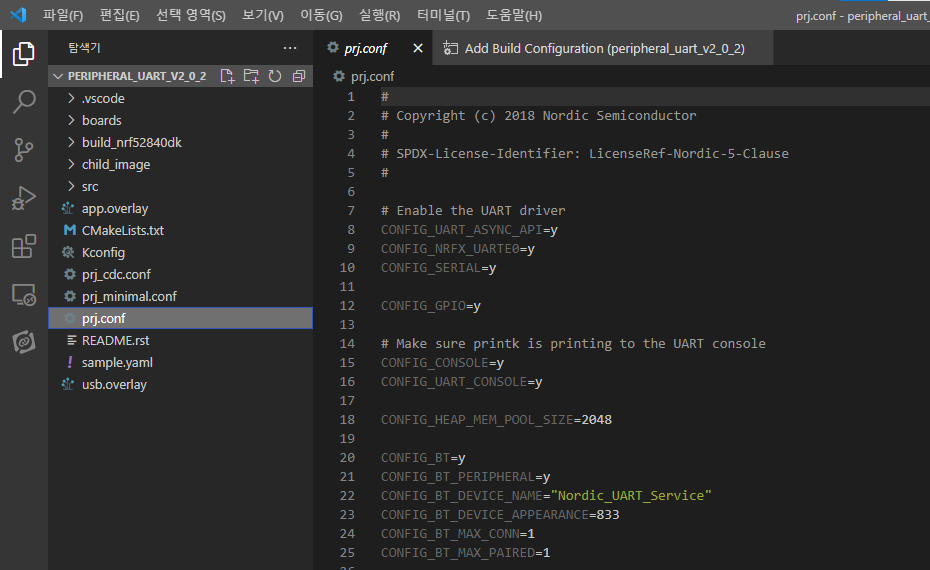 파일(F) 편집(E) 선택 영역(S) 보기(V) 이동(G) 실행(R) 터미널(T) 도움말(H) prj.conf - peripheral_uart_
탐색기 ...
prj.conf Add Build Configuration (peripheral_uart_v2_0_2)
PERIPHERAL_UART_V2_0_2
.vscode
boards
build_nrf52840dk
child_image
src
app.overlay
CMakeLists.txt
Kconfig
prj_cdc.conf
prj_minimal.conf
prj.conf
README.rst
sample.yaml
usb.overlay
prj.conf
1 #
2 # Copyright (c) 2018 Nordic Semiconductor
3 #
4 # SPDX-License-Identifier: LicenseRef-Nordic-5-Clause
5 #
6
7 # Enable the UART driver
8 CONFIG_UART_ASYNC_API=y
9 CONFIG_NRFX_UARTE0=y
10 CONFIG_SERIAL=y
11
12 CONFIG_GPIO=y
13
14 # Make sure printk is printing to the UART console
15 CONFIG_CONSOLE=y
16 CONFIG_UART_CONSOLE=y
17
18 CONFIG_HEAP_MEM_POOL_SIZE=2048
19
20 CONFIG_BT=y
21 CONFIG_BT_PERIPHERAL=y
22 CONFIG_BT_DEVICE_NAME="Nordic_UART_Service"
23 CONFIG_BT_DEVICE_APPEARANCE=833
24 CONFIG_BT_MAX_CONN=1
25 CONFIG_BT_MAX_PAIRED=1